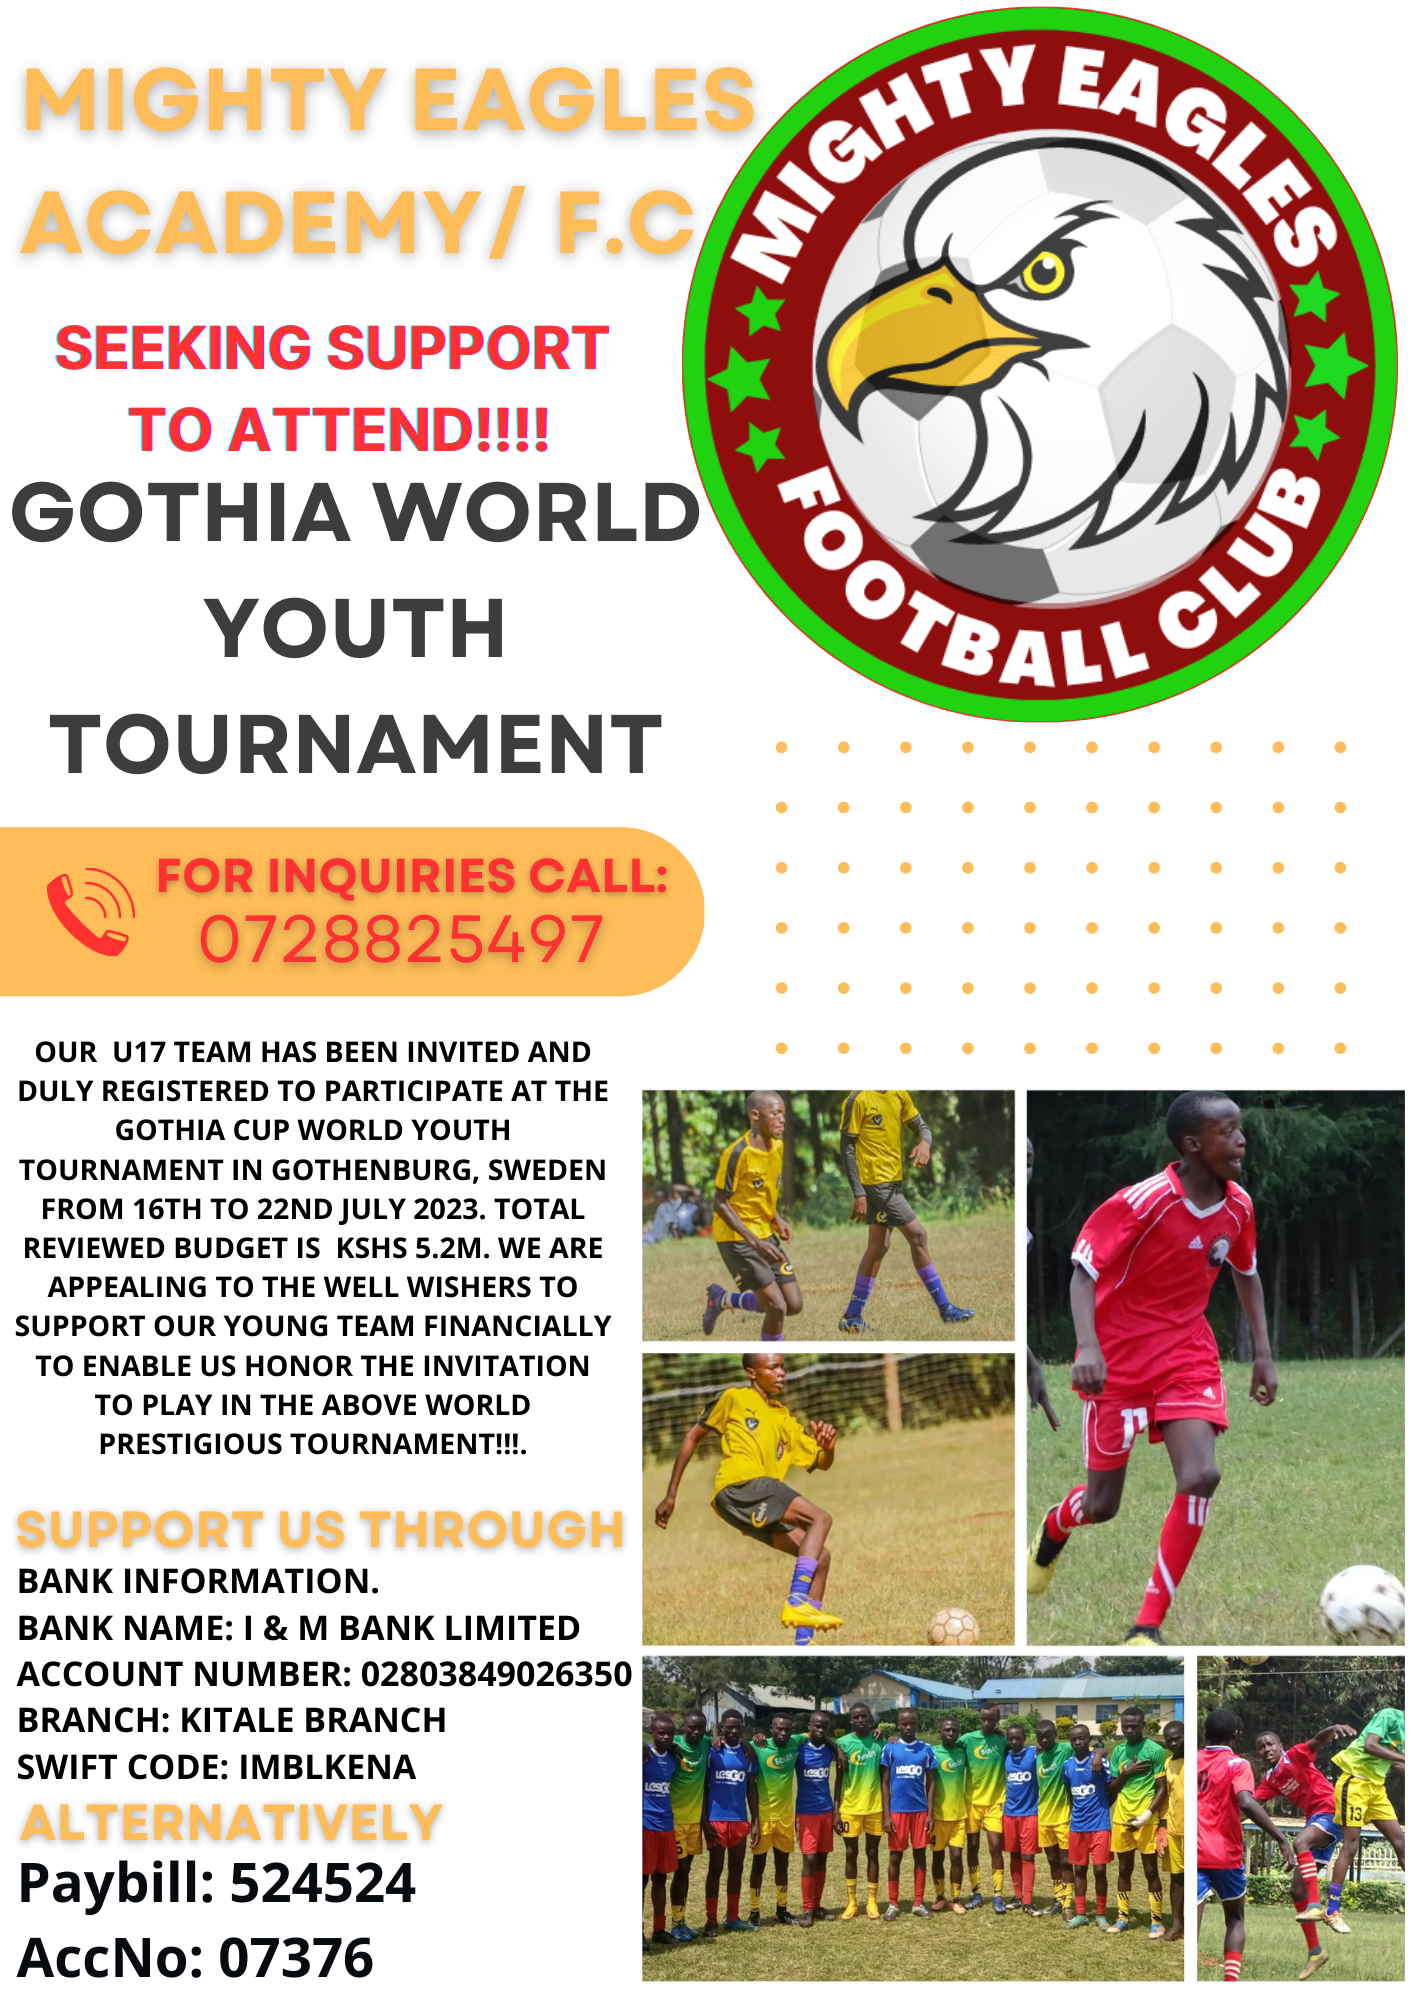 MIGHTY EAGLES
ACADEMY/ F.C
MIGHTY EAGLES
FOOTBALL CLUB
SEEKING SUPPORT
TO ATTEND!!!!
GOTHIA WORLD
YOUTH
TOURNAMENT
FOR INQUIRIES CALL:
0728825497
OUR U17 TEAM HAS BEEN INVITED AND
DULY REGISTERED TO PARTICIPATE AT THE
GOTHIA CUP WORLD YOUTH
TOURNAMENT IN GOTHENBURG, SWEDEN
FROM 16TH TO 22ND JULY 2023. TOTAL
REVIEWED BUDGET IS KSHS 5.2M. WE ARE
APPEALING TO THE WELL WISHERS TO
SUPPORT OUR YOUNG TEAM FINANCIALLY
TO ENABLE US HONOR THE INVITATION
TO PLAY IN THE ABOVE WORLD
PRESTIGIOUS TOURNAMENT!!!.
SUPPORT US THROUGH
BANK INFORMATION.
BANK NAME: I & M BANK LIMITED
ACCOUNT NUMBER: 02803849026350
BRANCH: KITALE BRANCH
SWIFT CODE: IMBLKENA
ALTERNATIVELY
Paybill: 524524
AccNo: 07376
11
13